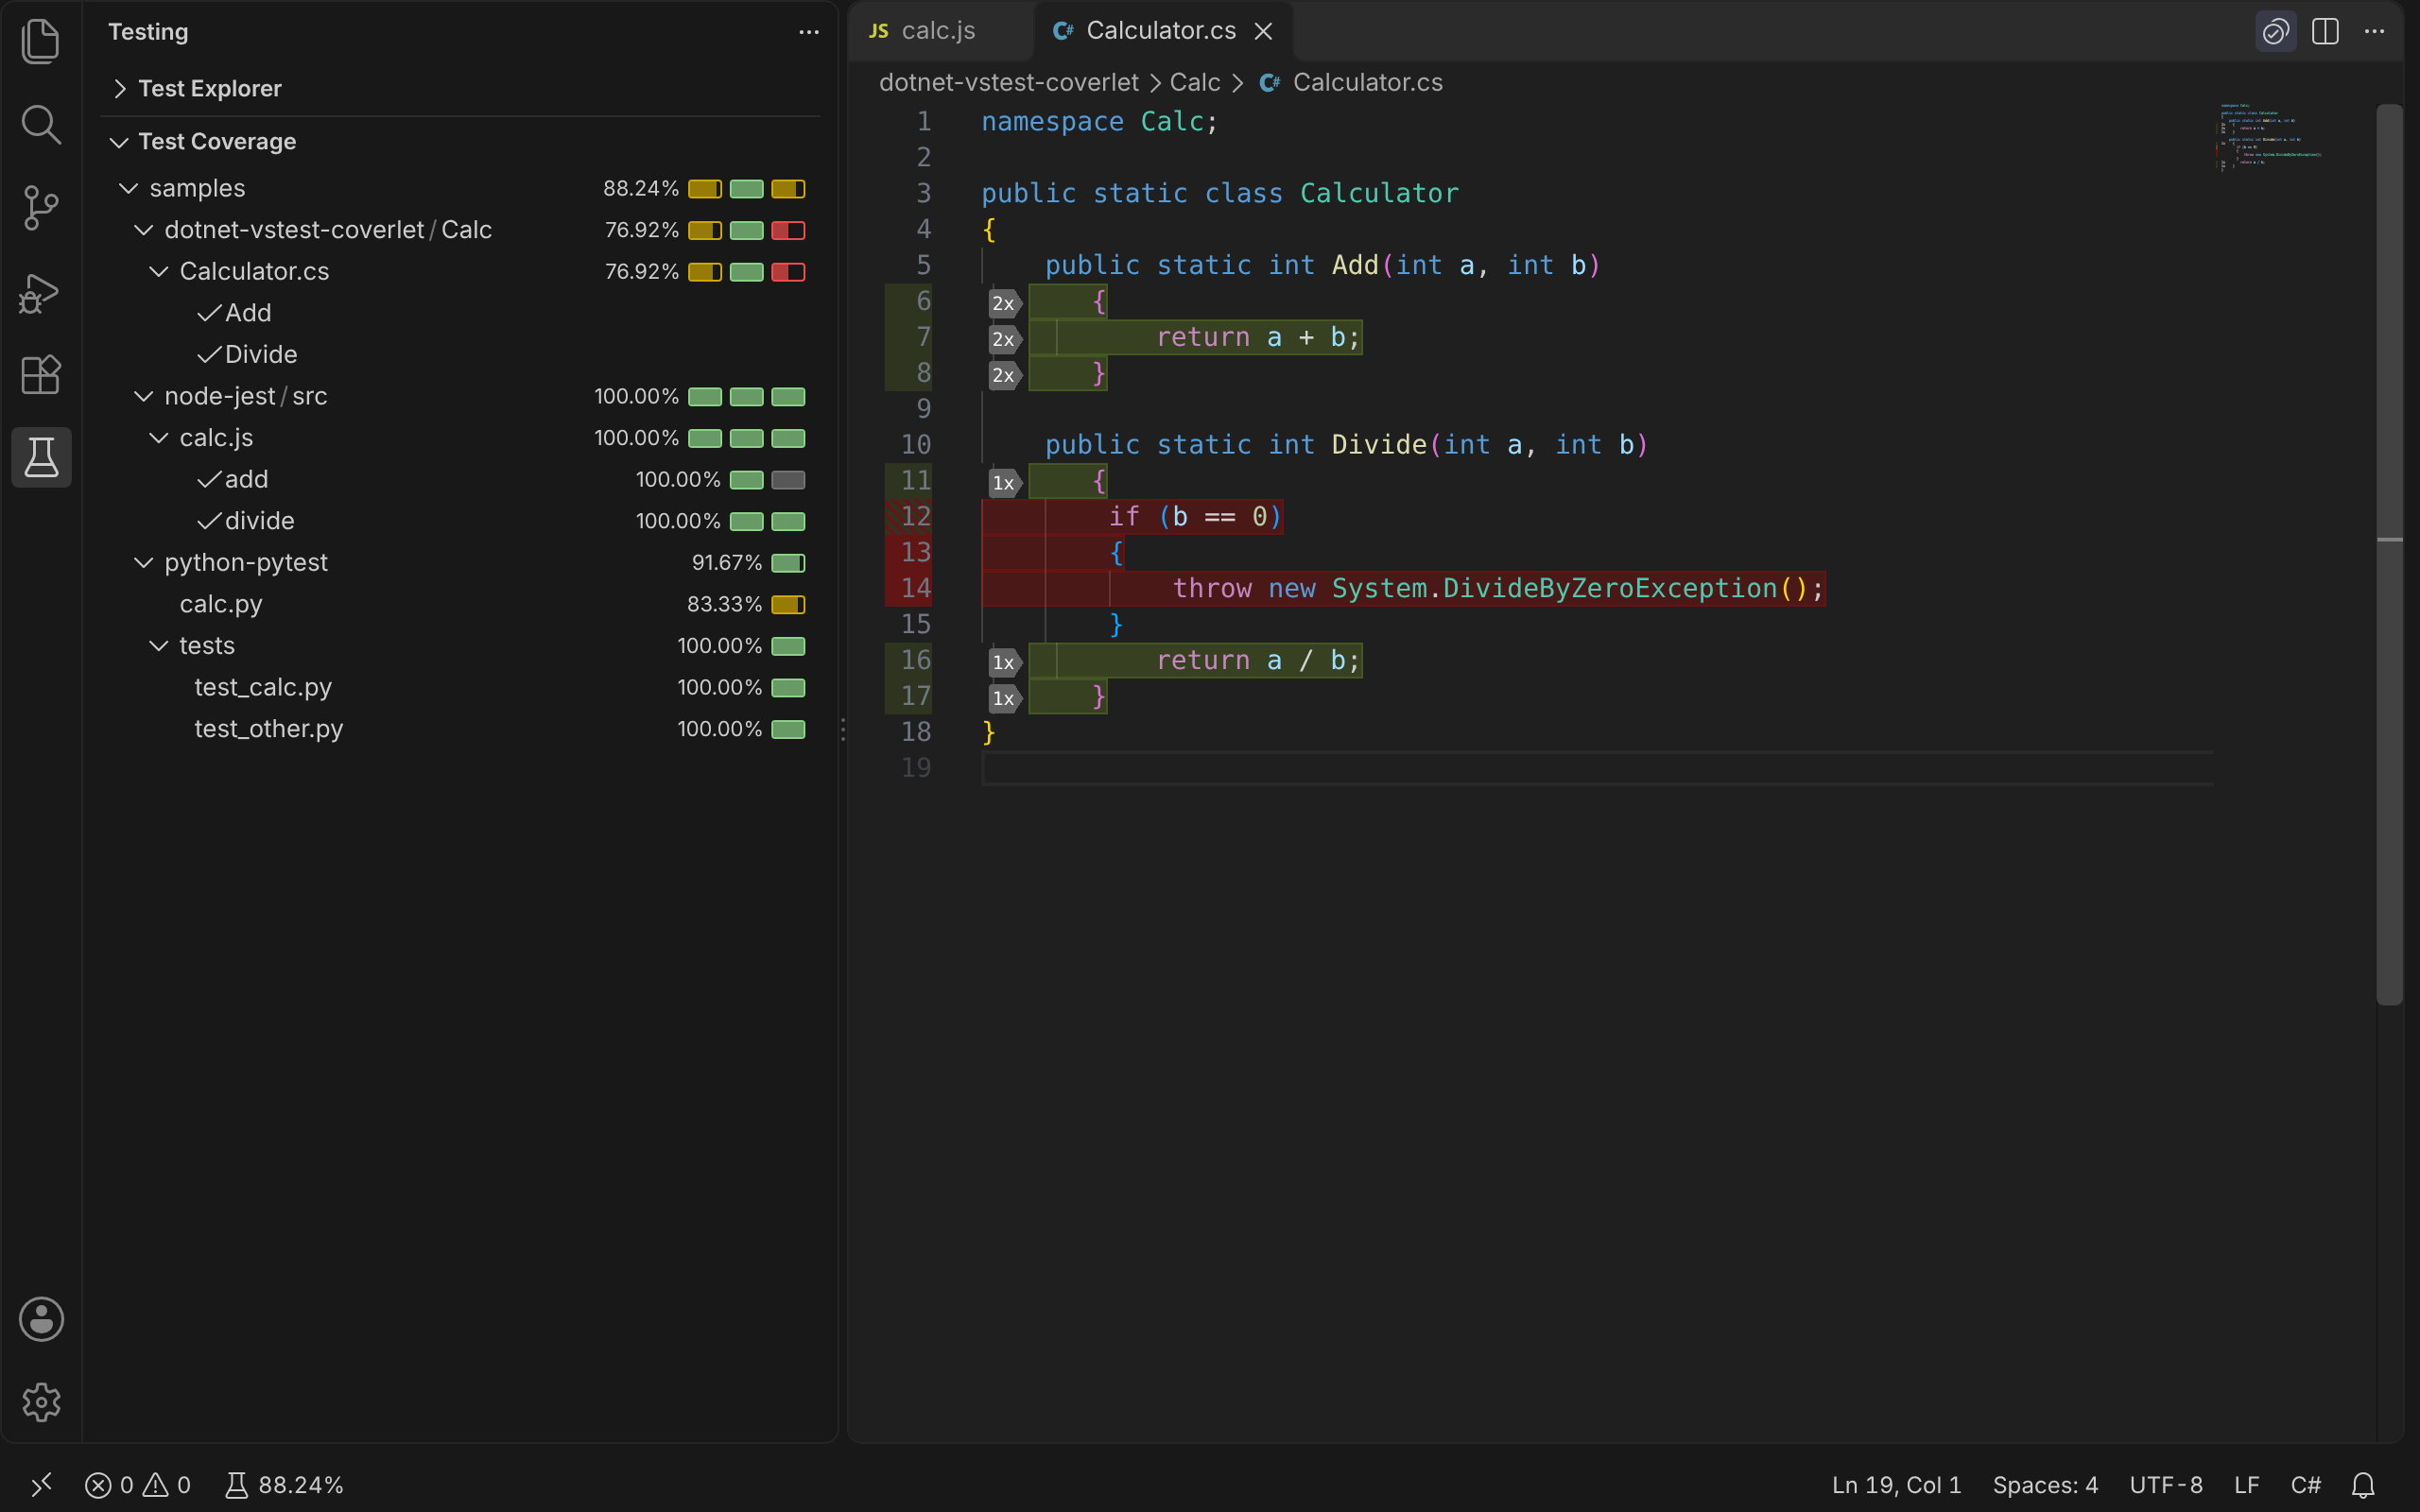 Testing
Test Explorer
Test Coverage
samples 88.24%
dotnet-vstest-coverlet/Calc 76.92%
Calculator.cs 76.92%
Add
Divide
node-jest/src 100.00%
calc.js 100.00%
add 100.00%
divide 100.00%
python-pytest 91.67%
calc.py 83.33%
tests 100.00%
test_calc.py 100.00%
test_other.py 100.00%
JS calc.js
C# Calculator.cs
dotnet-vstest-coverlet > Calc > C# Calculator.cs
1 namespace Calc;
2
3 public static class Calculator
4 {
5     public static int Add(int a, int b)
6 2x {
7 2x     return a + b;
8 2x }
9
10     public static int Divide(int a, int b)
11 1x {
12         if (b == 0)
13         {
14             throw new System.DivideByZeroException();
15         }
16 1x     return a / b;
17 1x }
18 }
19
0 0 88.24%
Ln 19, Col 1 Spaces: 4 UTF-8 LF C#